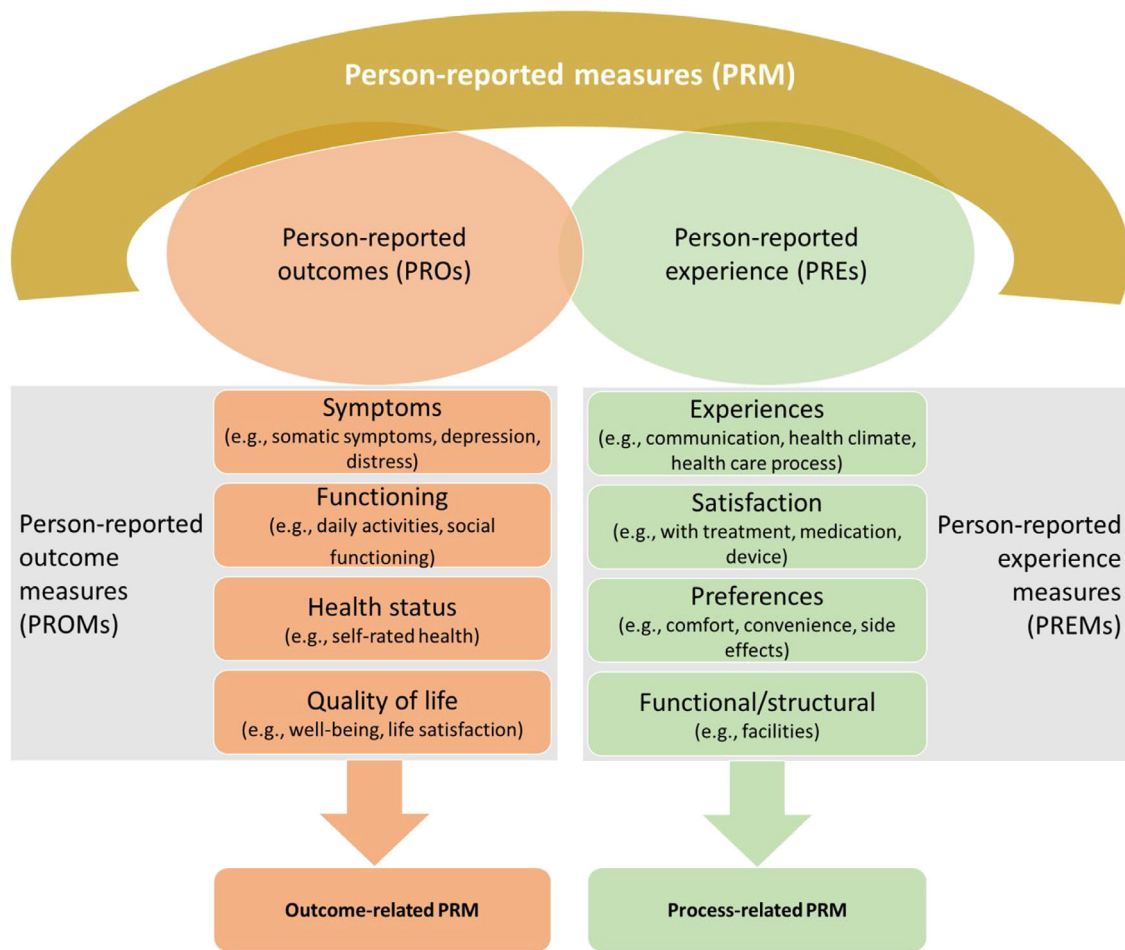 Person-reported measures (PRM)
Person-reported
outcomes (PROs)
Person-reported
experience (PREs)
Person-reported
outcome
measures
(PROMs)
Symptoms
(e.g., somatic symptoms, depression,
distress)
Functioning
(e.g., daily activities, social
functioning)
Health status
(e.g., self-rated health)
Quality of life
(e.g., well-being, life satisfaction)
Experiences
(e.g., communication, health climate,
health care process)
Satisfaction
(e.g., with treatment, medication,
device)
Preferences
(e.g., comfort, convenience, side
effects)
Functional/structural
(e.g., facilities)
Person-reported
experience
measures
(PREMs)
Outcome-related PRM
Process-related PRM